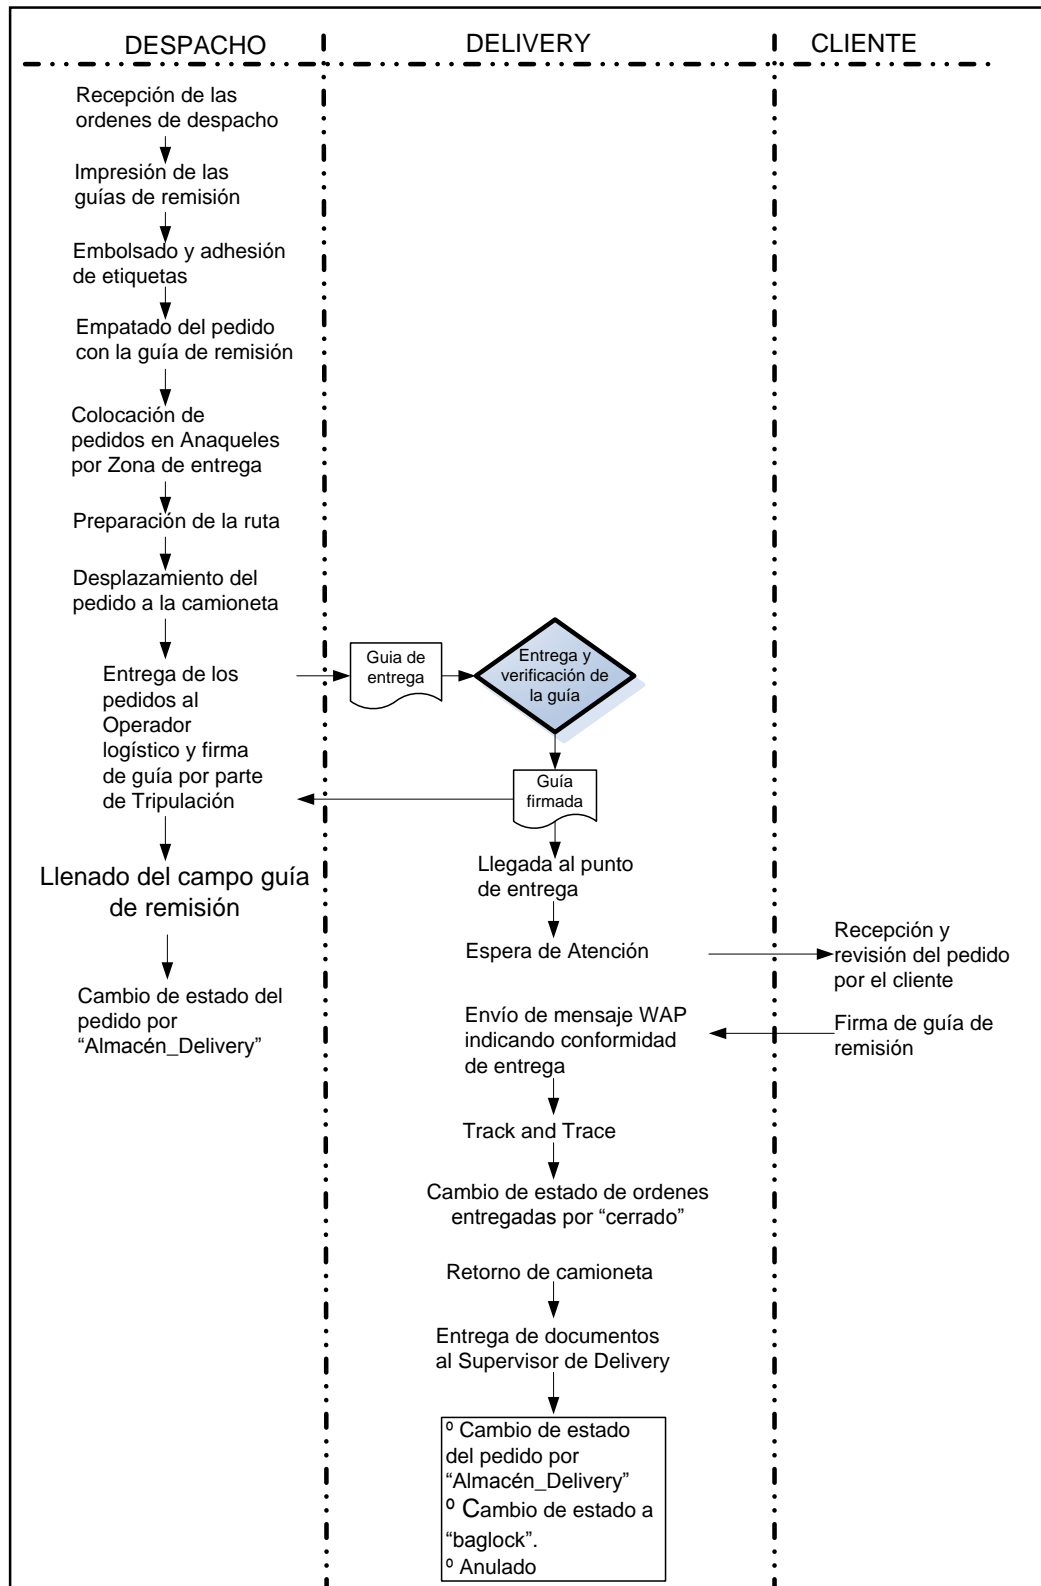 DESPACHO
DELIVERY
CLIENTE
Recepción de las
ordenes de despacho
Impresión de las
guías de remisión
Embolsado y adhesión
de etiquetas
Empatado del pedido
con la guía de remisión
Colocación de
pedidos en Anaqueles
por Zona de entrega
Preparación de la ruta
Desplazamiento del
pedido a la camioneta
Entrega de los
pedidos al
Operador
logístico y firma
de guía por parte
de Tripulación
Llenado del campo guía
de remisión
Cambio de estado del
pedido por
“Almacén_Delivery”
Guia de
entrega
Entrega y
verificación de
la guía
Guía
firmada
Llegada al punto
de entrega
Espera de Atención
Recepción y
revisión del pedido
por el cliente
Firma de guía de
remisión
Envío de mensaje WAP
indicando conformidad
de entrega
Track and Trace
Cambio de estado de ordenes
entregadas por “cerrado”
Retorno de camioneta
Entrega de documentos
al Supervisor de Delivery
º Cambio de estado
del pedido por
“Almacén_Delivery”
º Cambio de estado a
“baglock”.
º Anulado